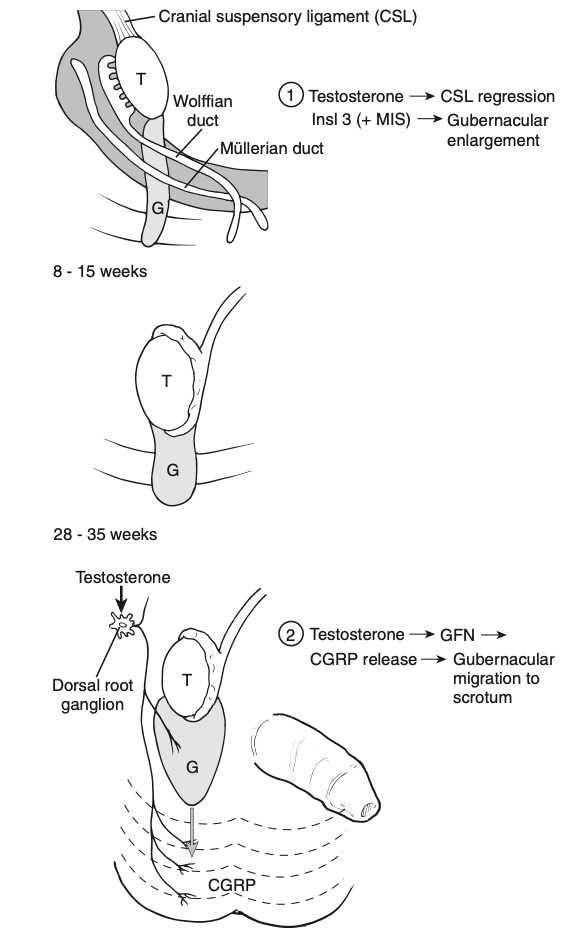 Cranial suspensory ligament (CSL)
T
Wolffian
duct
Müllerian duct
G
1 Testosterone → CSL regression
Insl 3 (+ MIS) → Gubernacular
enlargement
8 - 15 weeks
T
G
28 - 35 weeks
Testosterone
Dorsal root
ganglion
T
G
CGRP
2 Testosterone → GFN →
CGRP release → Gubernacular
migration to
scrotum